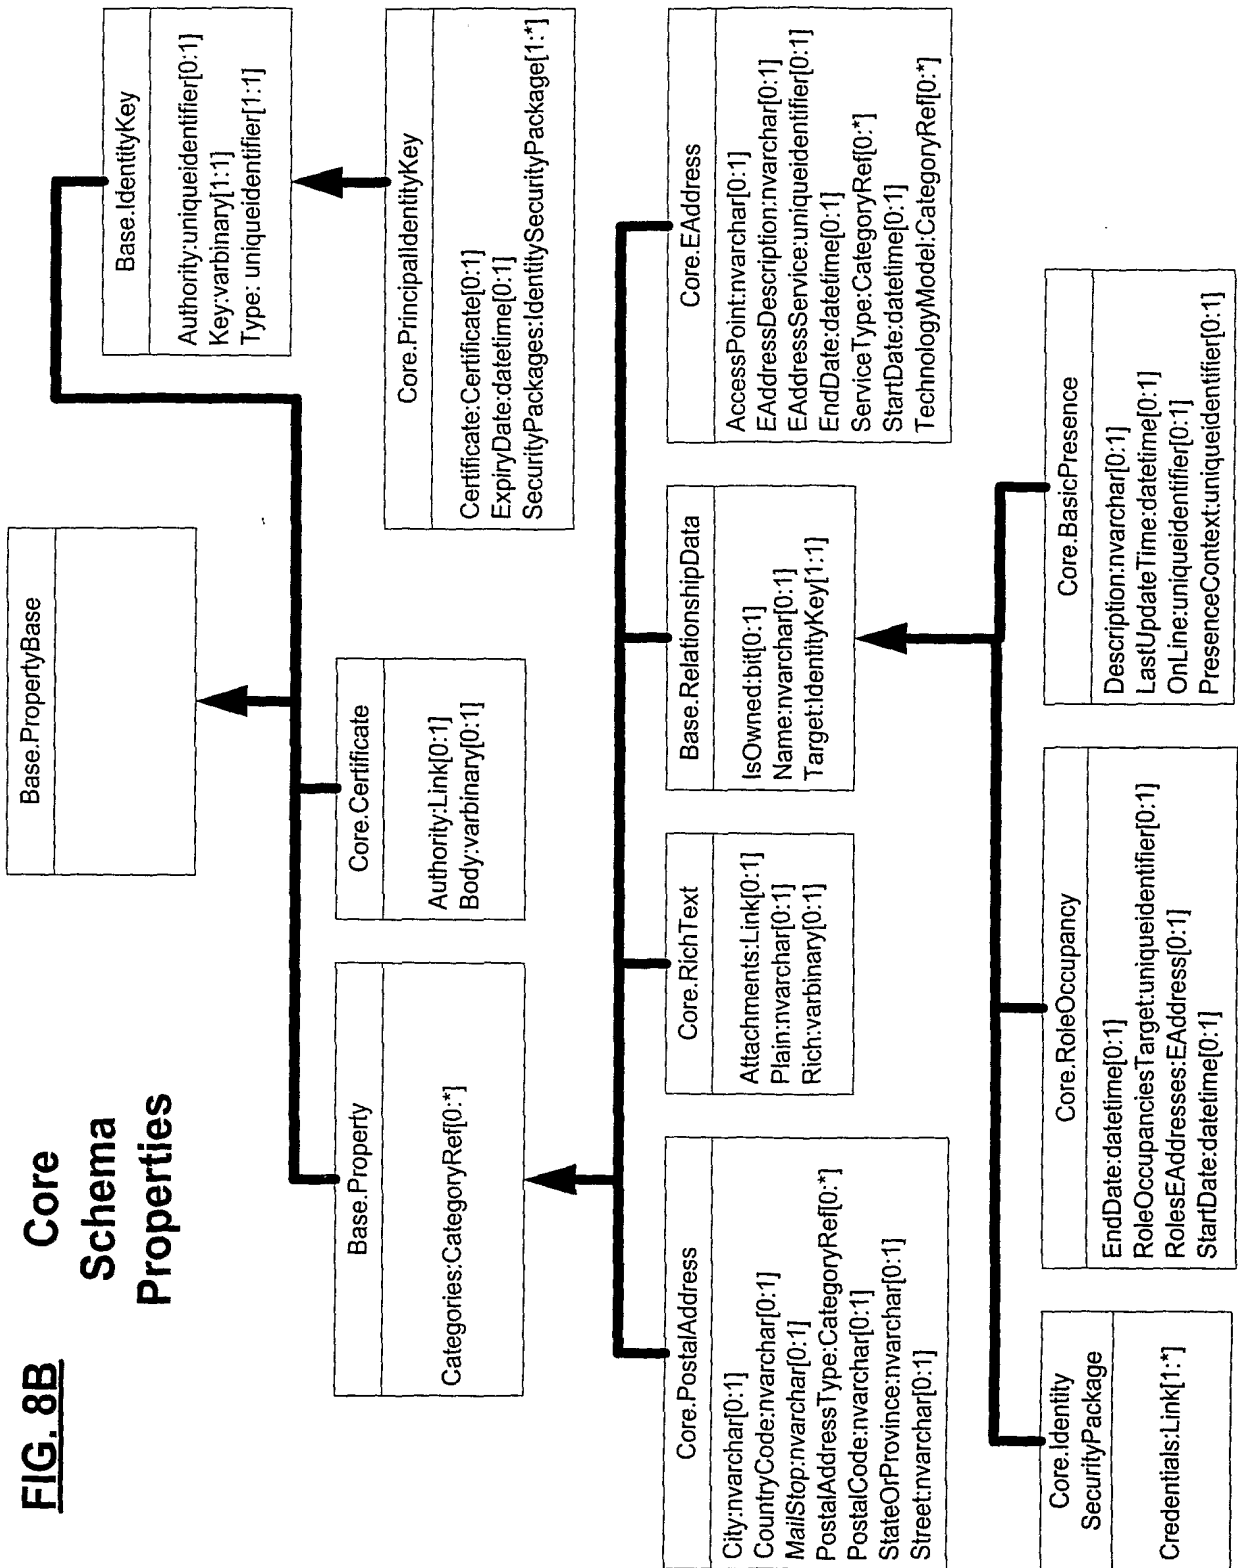 FIG. 8B
Core
Schema
Properties
Base.PropertyBase
Base.Property
Categories:CategoryRef[0:*]
Core.Certificate
Authority:Link[0:1]
Body:varbinary[0:1]
Base.IdentityKey
Authority:uniqueidentifier[0:1]
Key:varbinary[1:1]
Type: uniqueidentifier[1:1]
Core.PrincipalIdentityKey
Certificate:Certificate[0:1]
ExpiryDate:datetime[0:1]
SecurityPackages:IdentitySecurityPackage[1:*]
Core.PostalAddress
City:nvarchar[0:1]
CountryCode:nvarchar[0:1]
MailStop:nvarchar[0:1]
PostalAddressType:CategoryRef[0:*]
PostalCode:nvarchar[0:1]
StateOrProvince:nvarchar[0:1]
Street:nvarchar[0:1]
Core.RichText
Attachments:Link[0:1]
Plain:nvarchar[0:1]
Rich:varbinary[0:1]
Base.RelationshipData
IsOwned:bit[0:1]
Name:nvarchar[0:1]
Target:IdentityKey[1:1]
Core.EAddress
AccessPoint:nvarchar[0:1]
EAddressDescription:nvarchar[0:1]
EAddressService:uniqueidentifier[0:1]
EndDate:datetime[0:1]
ServiceType:CategoryRef[0:*]
StartDate:datetime[0:1]
TechnologyModel:CategoryRef[0:*]
Core.Identity
SecurityPackage
Credentials:Link[1:*]
Core.RoleOccupancy
EndDate:datetime[0:1]
RoleOccupanciesTarget:uniqueidentifier[0:1]
RolesEAddresses:EAddress[0:1]
StartDate:datetime[0:1]
Core.BasicPresence
Description:nvarchar[0:1]
LastUpdateTime:datetime[0:1]
OnLine:uniqueidentifier[0:1]
PresenceContext:uniqueidentifier[0:1]